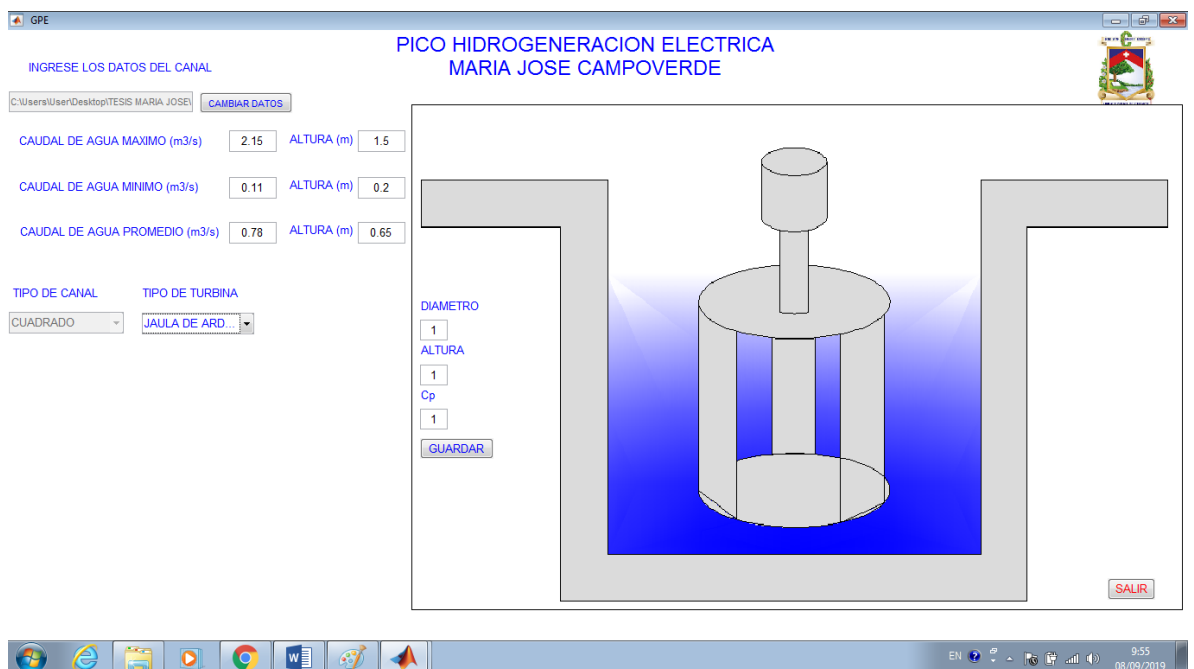 GPE
PICO HIDROGENERACION ELECTRICA
MARIA JOSE CAMPOVERDE
INGRESE LOS DATOS DEL CANAL
C:\Users\User\Desktop\TESIS MARIA JOSE\
CAMBIAR DATOS
CAUDAL DE AGUA MAXIMO (m3/s) 2.15 ALTURA (m) 1.5
CAUDAL DE AGUA MINIMO (m3/s) 0.11 ALTURA (m) 0.2
CAUDAL DE AGUA PROMEDIO (m3/s) 0.78 ALTURA (m) 0.65
TIPO DE CANAL TIPO DE TURBINA
CUADRADO JAULA DE ARD...
DIAMETRO
1
ALTURA
1
Cp
1
GUARDAR
SALIR
EN
9:55
08/09/2019